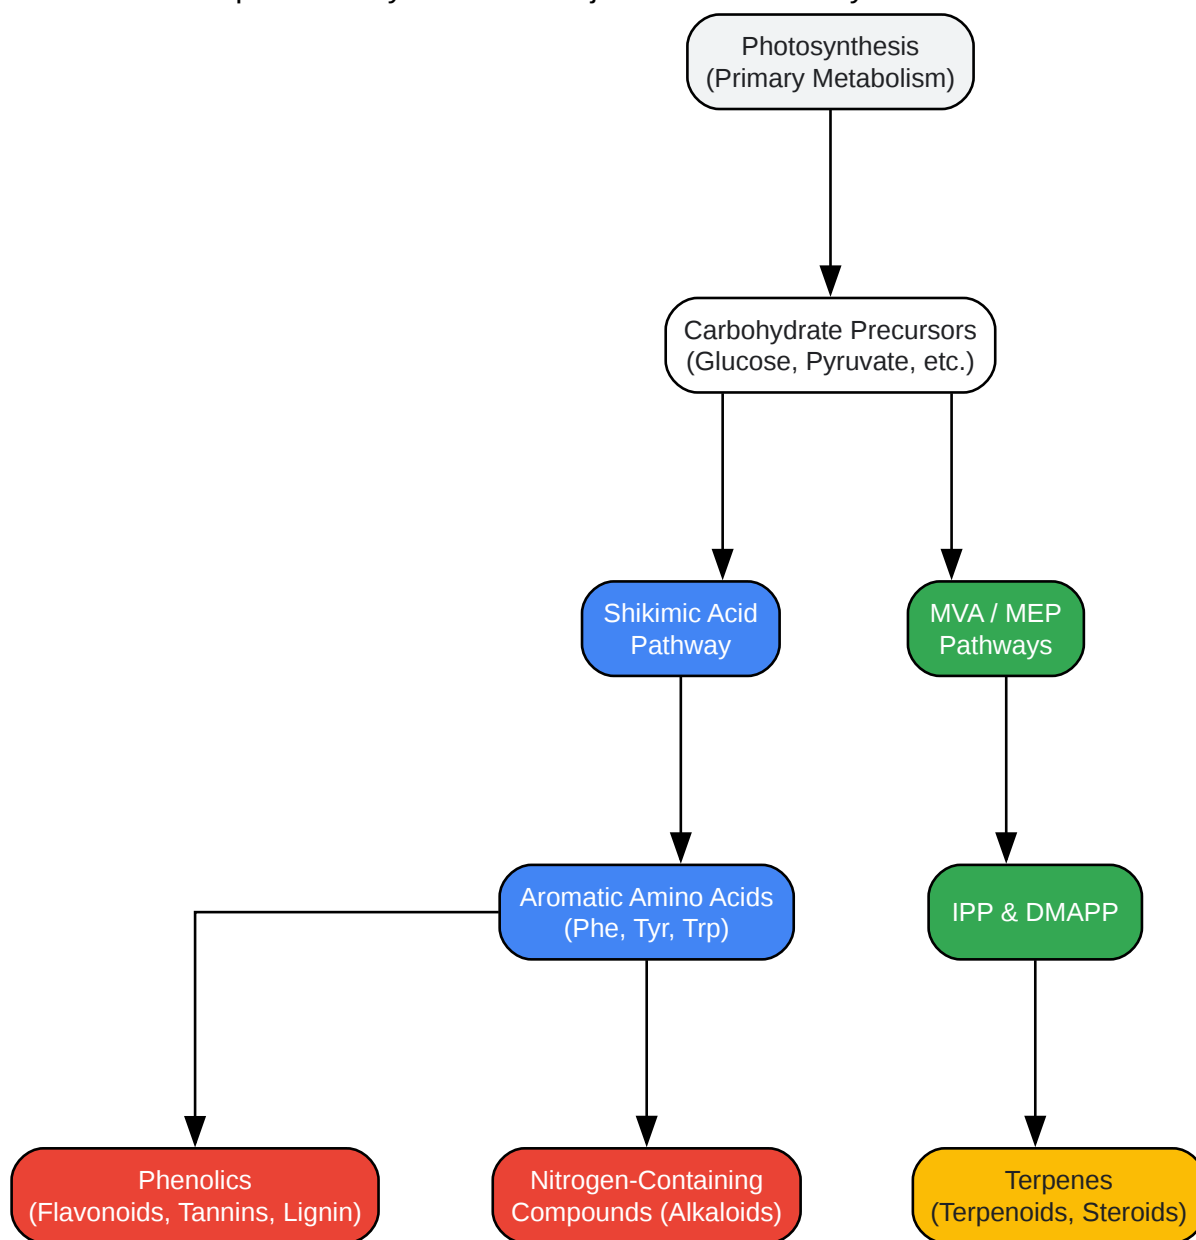 Photosynthesis
(Primary Metabolism)
Carbohydrate Precursors
(Glucose, Pyruvate, etc.)
Shikimic Acid
Pathway
MVA / MEP
Pathways
Aromatic Amino Acids
(Phe, Tyr, Trp)
IPP & DMAPP
Phenolics
(Flavonoids, Tannins, Lignin)
Nitrogen-Containing
Compounds (Alkaloids)
Terpenes
(Terpenoids, Steroids)